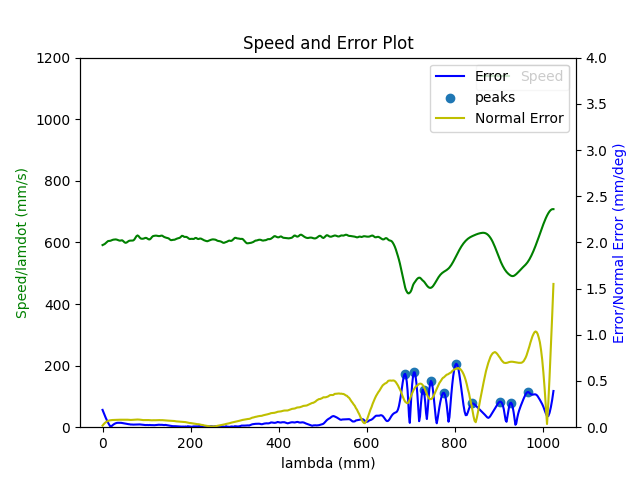 Speed and Error Plot
1200
1000
800
600
400
200
0
Speed/lamdot (mm/s)
4.0
3.5
3.0
2.5
2.0
1.5
1.0
0.5
0.0
Error/Normal Error (mm/deg)
Error
Speed
peaks
Normal Error
0 200 400 600 800 1000
lambda (mm)